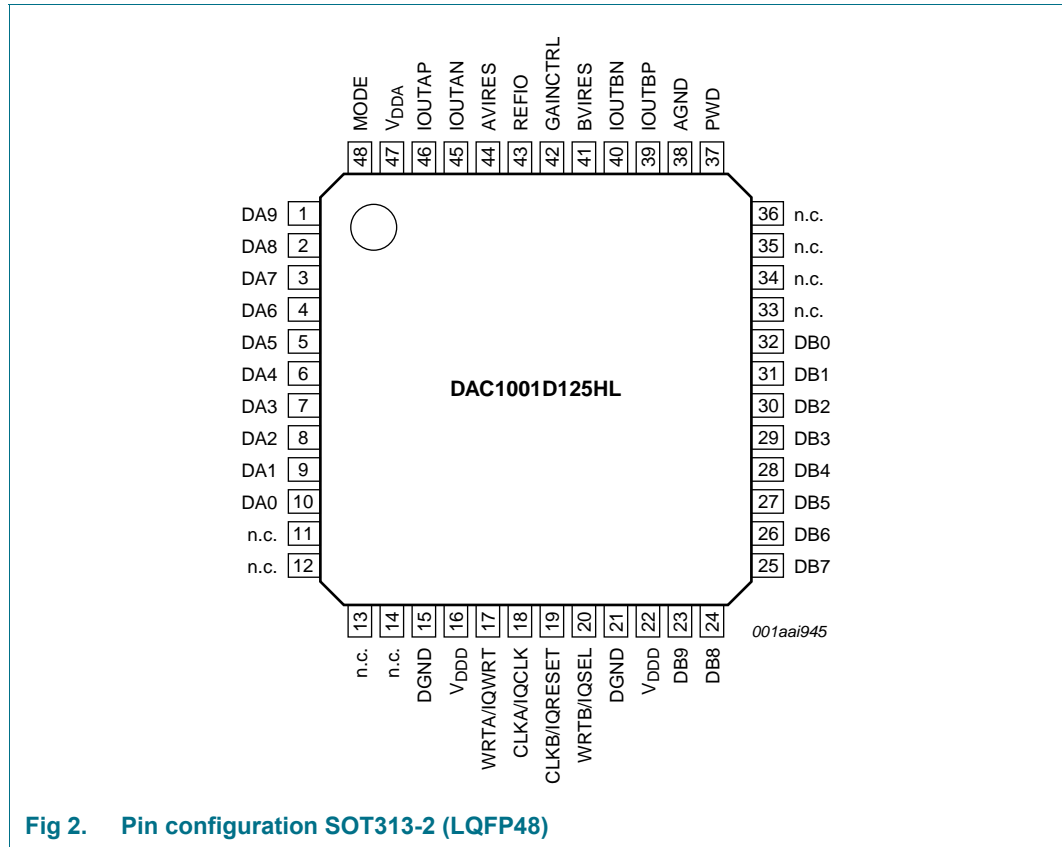 MODE
VDDA
IOUTAP
IOUTAN
AVIRES
REFIO
GAINCTRL
BVIRES
IOUTBN
IOUTBP
AGND
PWD
48
47
46
45
44
43
42
41
40
39
38
37
DA9 1
DA8 2
DA7 3
DA6 4
DA5 5
DA4 6
DA3 7
DA2 8
DA1 9
DA0 10
n.c. 11
n.c. 12
DAC1001D125HL
36 n.c.
35 n.c.
34 n.c.
33 n.c.
32 DB0
31 DB1
30 DB2
29 DB3
28 DB4
27 DB5
26 DB6
25 DB7
13
14
15
16
17
18
19
20
21
22
23
24
n.c.
n.c.
DGND
VDDD
WRTA/IQWRT
CLKA/IQCLK
CLKB/IQRESET
WRTB/IQSEL
DGND
VDDD
DB9
DB8
001aai945
Fig 2. Pin configuration SOT313-2 (LQFP48)